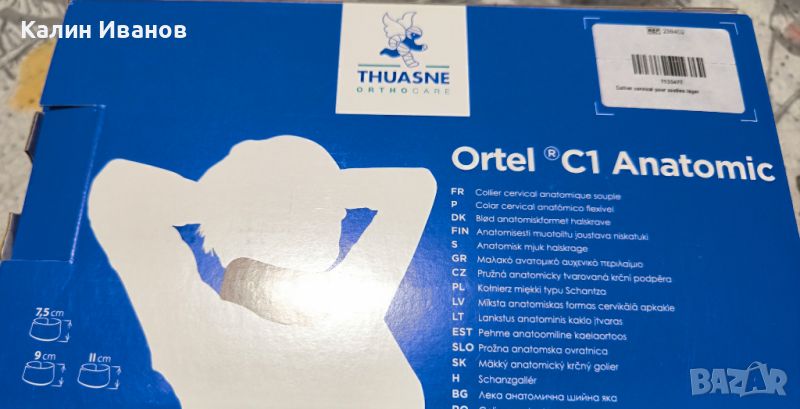 Калин Иванов
THUASNE
ORTHOCARE
REF
Ortel ® C1 Anatomic
FR Collier cervical anatomique souple
P Colar cervical anatómico flexível
DK Blød anatomiskformet halskrave
FIN Anatomisesti muotoiltu joustava niskatuki
S Anatomisk mjuk halskrage
GR Μαλακό ανατομικό αυχενικό περιλαίμιο
CZ Pružná anatomicky tvarovaná krční podpěra
PL Kołnierz miękki typu Schantza
LV Mīksta anatomiskas formas cervikālā apkakle
LT Lankstus anatominis kaklo įtvaras
EST Pehme anatoomiline kaelaortoos
SLO Prožna anatomska ovratnica
SK Mäkký anatomický krčný golier
H Schanzgallér
BG Лека анатомична шийна яка
7,5 cm
9 cm
11 cm
BAZAR